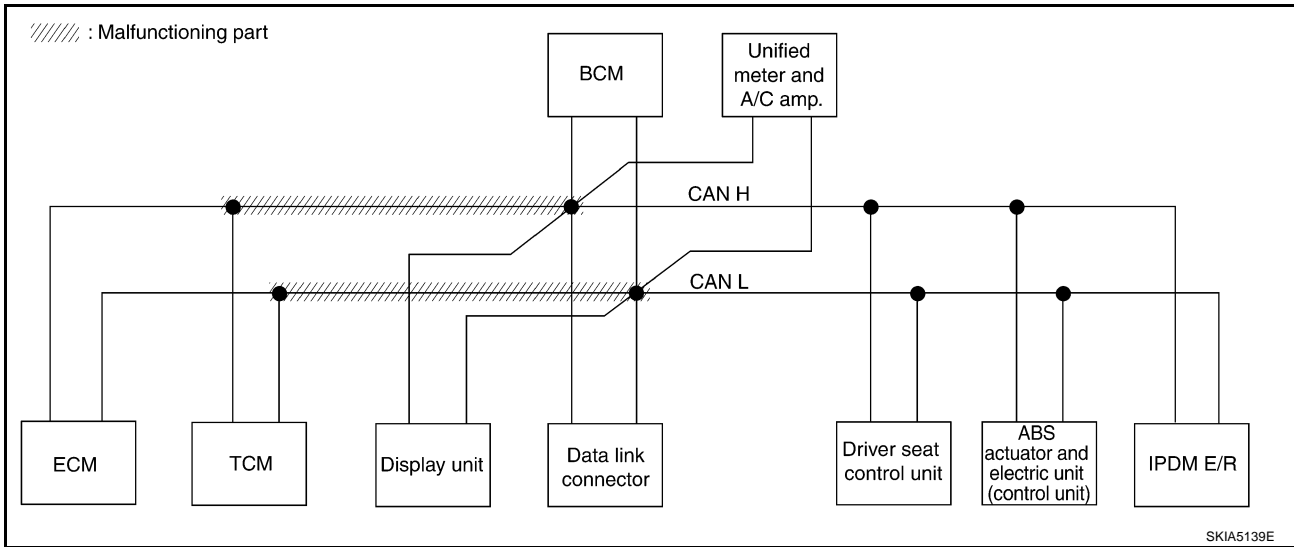 : Malfunctioning part
BCM
Unified
meter and
A/C amp.
CAN H
CAN L
ECM
TCM
Display unit
Data link
connector
Driver seat
control unit
ABS
actuator and
electric unit
(control unit)
IPDM E/R
SKIA5139E